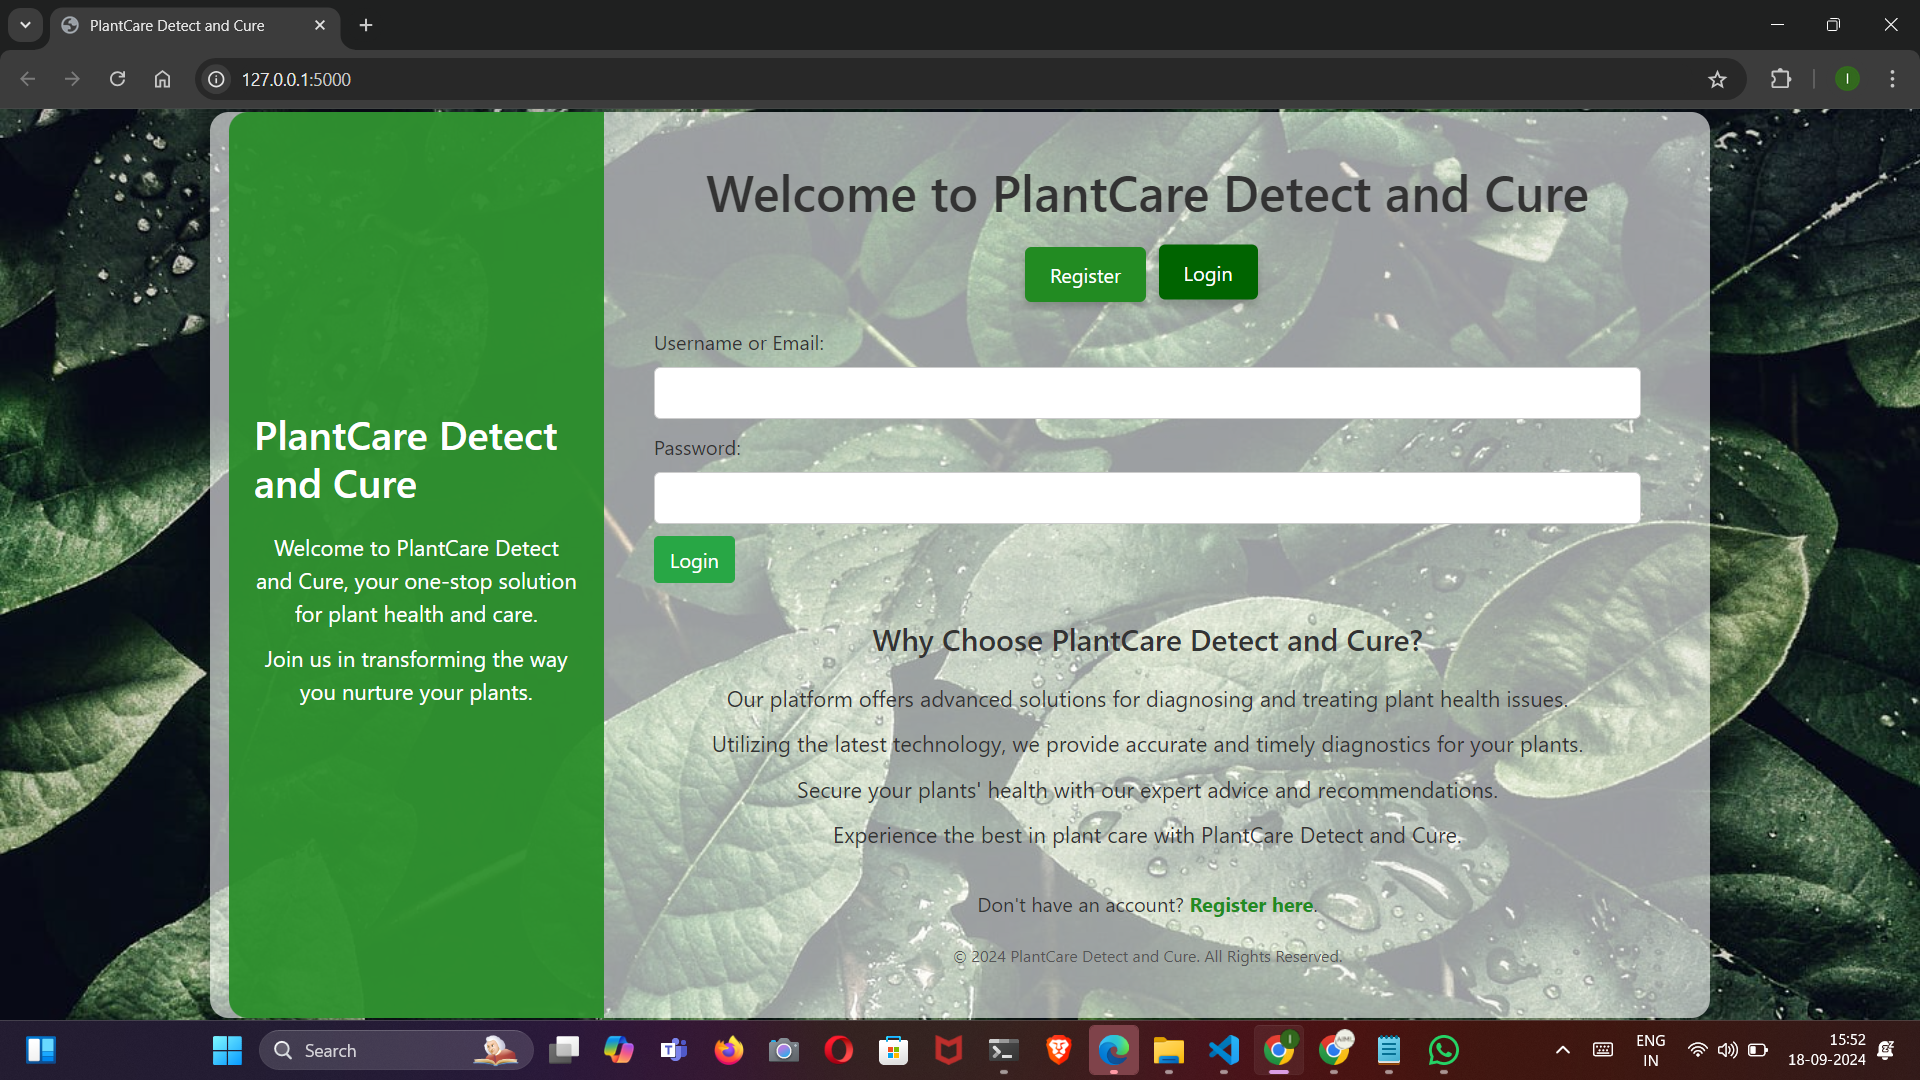 PlantCare Detect and Cure
127.0.0.1:5000
I
Welcome to PlantCare Detect and Cure
Register
Login
Username or Email:
Password:
Login
PlantCare Detect
and Cure
Welcome to PlantCare Detect
and Cure, your one-stop solution
for plant health and care.
Join us in transforming the way
you nurture your plants.
Why Choose PlantCare Detect and Cure?
Our platform offers advanced solutions for diagnosing and treating plant health issues.
Utilizing the latest technology, we provide accurate and timely diagnostics for your plants.
Secure your plants' health with our expert advice and recommendations.
Experience the best in plant care with PlantCare Detect and Cure.
Don't have an account? Register here.
© 2024 PlantCare Detect and Cure. All Rights Reserved.
Search
I
AIML
ENG
IN
15:52
18-09-2024